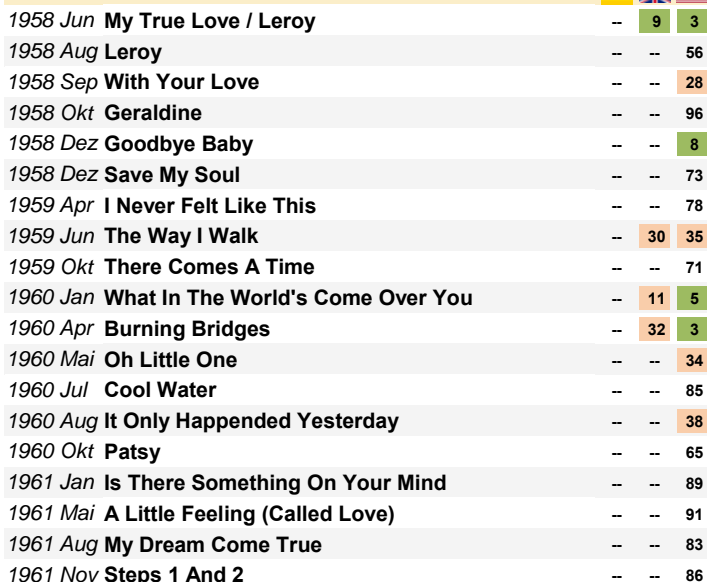 1958 Jun My True Love / Leroy -- 9 3
1958 Aug Leroy -- -- 56
1958 Sep With Your Love -- -- 28
1958 Okt Geraldine -- -- 96
1958 Dez Goodbye Baby -- -- 8
1958 Dez Save My Soul -- -- 73
1959 Apr I Never Felt Like This -- -- 78
1959 Jun The Way I Walk -- 30 35
1959 Okt There Comes A Time -- -- 71
1960 Jan What In The World's Come Over You -- 11 5
1960 Apr Burning Bridges -- 32 3
1960 Mai Oh Little One -- -- 34
1960 Jul Cool Water -- -- 85
1960 Aug It Only Happended Yesterday -- -- 38
1960 Okt Patsy -- -- 65
1961 Jan Is There Something On Your Mind -- -- 89
1961 Mai A Little Feeling (Called Love) -- -- 91
1961 Aug My Dream Come True -- -- 83
1961 Nov Steps 1 And 2 -- -- 86